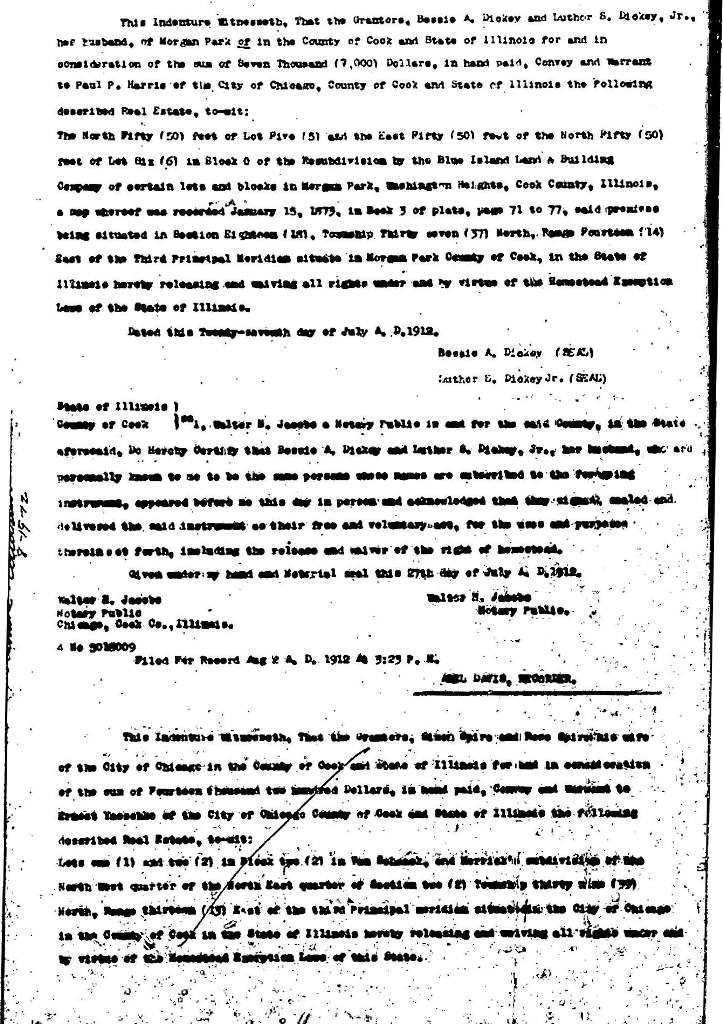 This Indenture Witnesseth, That the Grantors, Bessie A. Dickey and Luther S. Dickey, Jr.,
her husband, of Morgan Park of in the County of Cook and State of Illinois for and in
consideration of the sum of Seven Thousand (7,000) Dollars, in hand paid, Convey and Warrant
to Paul P. Harris of the City of Chicago, County of Cook and State of Illinois the Following
described Real Estate, to-wit:
The North Fifty (50) feet of Lot Five (5) and the East Fifty (50) feet of the North Fifty (50)
feet of Lot Six (6) in Block O of the Resubdivision by the Blue Island Land & Building
Company of certain lots and blocks in Morgan Park, Washington Heights, Cook County, Illinois,
a map whereof was recorded January 15, 1873, in Book 3 of plats, page 71 to 77, said premises
being situated in Section Eighteen (18), Township Thirty seven (37) North, Range Fourteen (14)
East of the Third Principal Meridian situate in Morgan Park County of Cook, in the State of
Illinois hereby releasing and waiving all rights under and by virtue of the Homestead Exemption
Laws of the State of Illinois.
Dated this Twenty-seventh day of July A. D.1912.
Bessie A. Dickey (SEAL)
Luther S. Dickey Jr. (SEAL)
State of Illinois )
County of Cook )ss I, Walter H. Jacobs a Notary Public in and for the said County, in the State
aforesaid, Do Hereby Certify that Bessie A. Dickey and Luther S. Dickey, Jr., her husband, who are
personally known to me to be the same persons whose names are subscribed to the foregoing
instrument, appeared before me this day in person and acknowledged that they signed, sealed and
delivered the said instrument as their free and voluntary act, for the uses and purposes
therein set forth, including the release and waiver of the right of homestead.
Given under my hand and Notarial seal this 27th day of July A. D.1912.
Walter H. Jacobs Walter H. Jacobs
Notary Public Notary Public.
Chicago, Cook Co., Illinois.
4 No 5018009
Filed For Record Aug 2 A. D. 1912 At 3:23 P. M.
ABEL DAVIS, RECORDER.
This Indenture Witnesseth, That the Grantors, Simon Spiro and Rose Spiro his wife
of the City of Chicago in the County of Cook and State of Illinois for and in consideration
of the sum of Fourteen thousand two hundred Dollars, in hand paid, Convey and Warrant to
Ernest of the City of Chicago County of Cook and State of Illinois the following
described Real Estate, to-wit:
Lots one (1) and two (2) in Block two (2) in Van Schaack, and Herrick's subdivision of the
North West quarter of the North East quarter of Section two (2) Township thirty nine (39)
North, Range thirteen (13) East of the third Principal meridian situated in the City of Chicago
in the County of Cook in the State of Illinois hereby releasing and waiving all rights under and
by virtue of the Homestead Exemption Laws of this State.